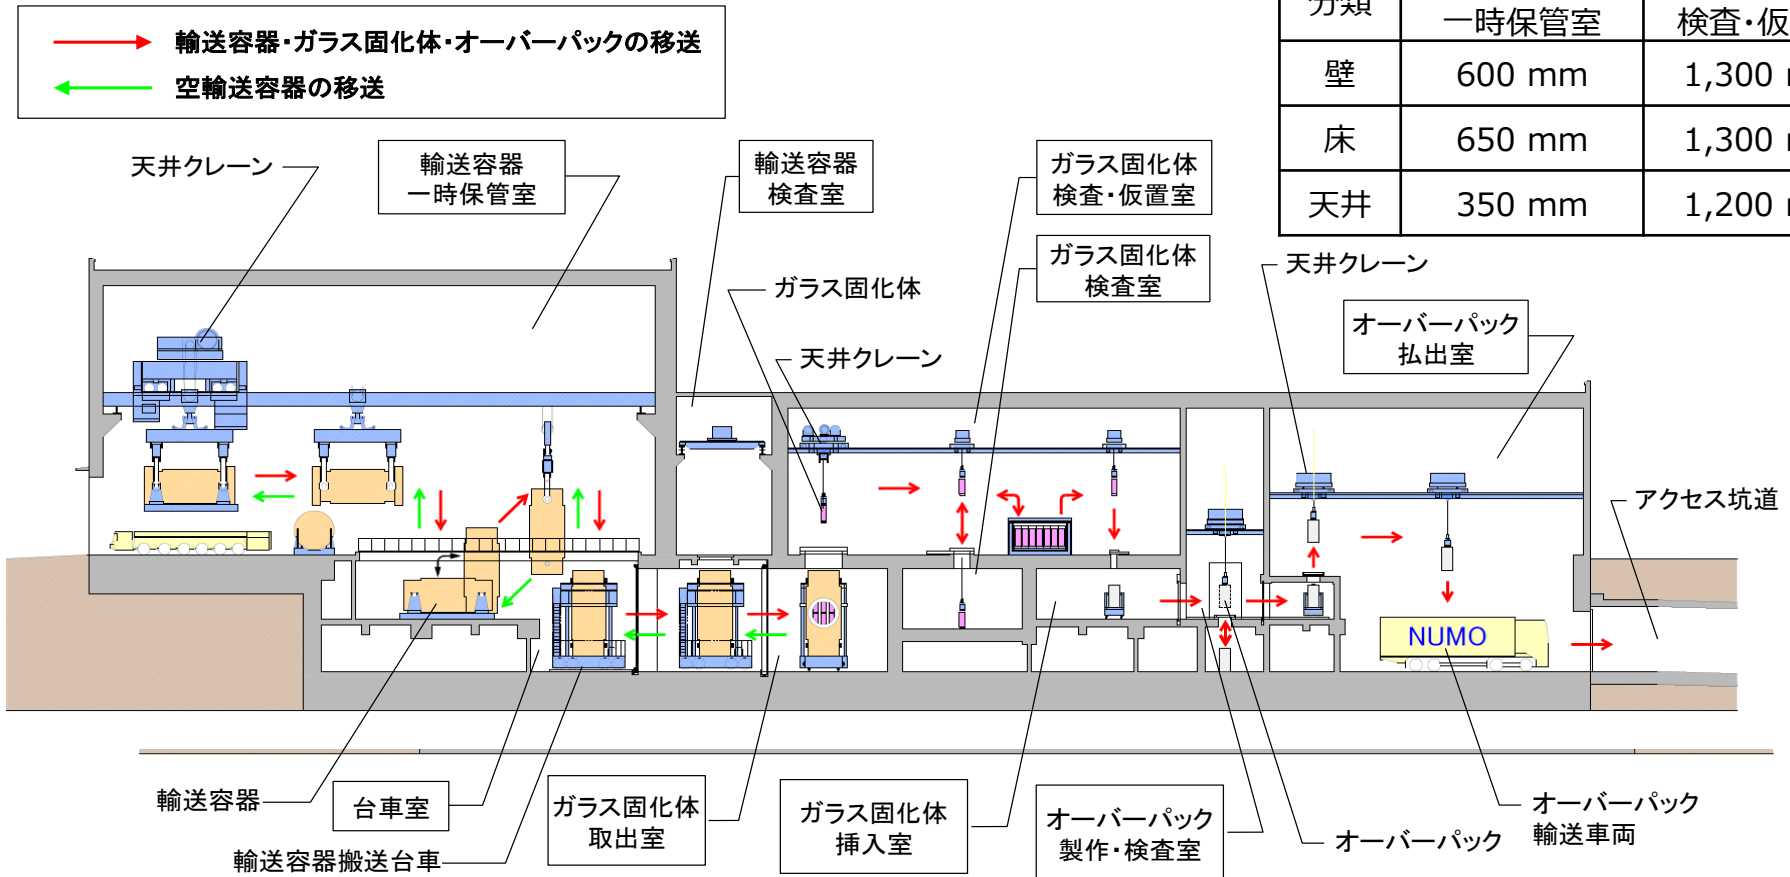 輸送容器・ガラス固化体・オーバーパックの移送
空輸送容器の移送
分類
一時保管室
検査・仮
壁
600 mm
1,300
床
650 mm
1,300
天井
350 mm
1,200
天井クレーン
輸送容器
一時保管室
輸送容器
検査室
ガラス固化体
検査・仮置室
ガラス固化体
検査室
ガラス固化体
天井クレーン
天井クレーン
オーバーパック
払出室
アクセス坑道
NUMO
輸送容器
台車室
輸送容器搬送台車
ガラス固化体
取出室
ガラス固化体
挿入室
オーバーパック
製作・検査室
オーバーパック
オーバーパック
輸送車両